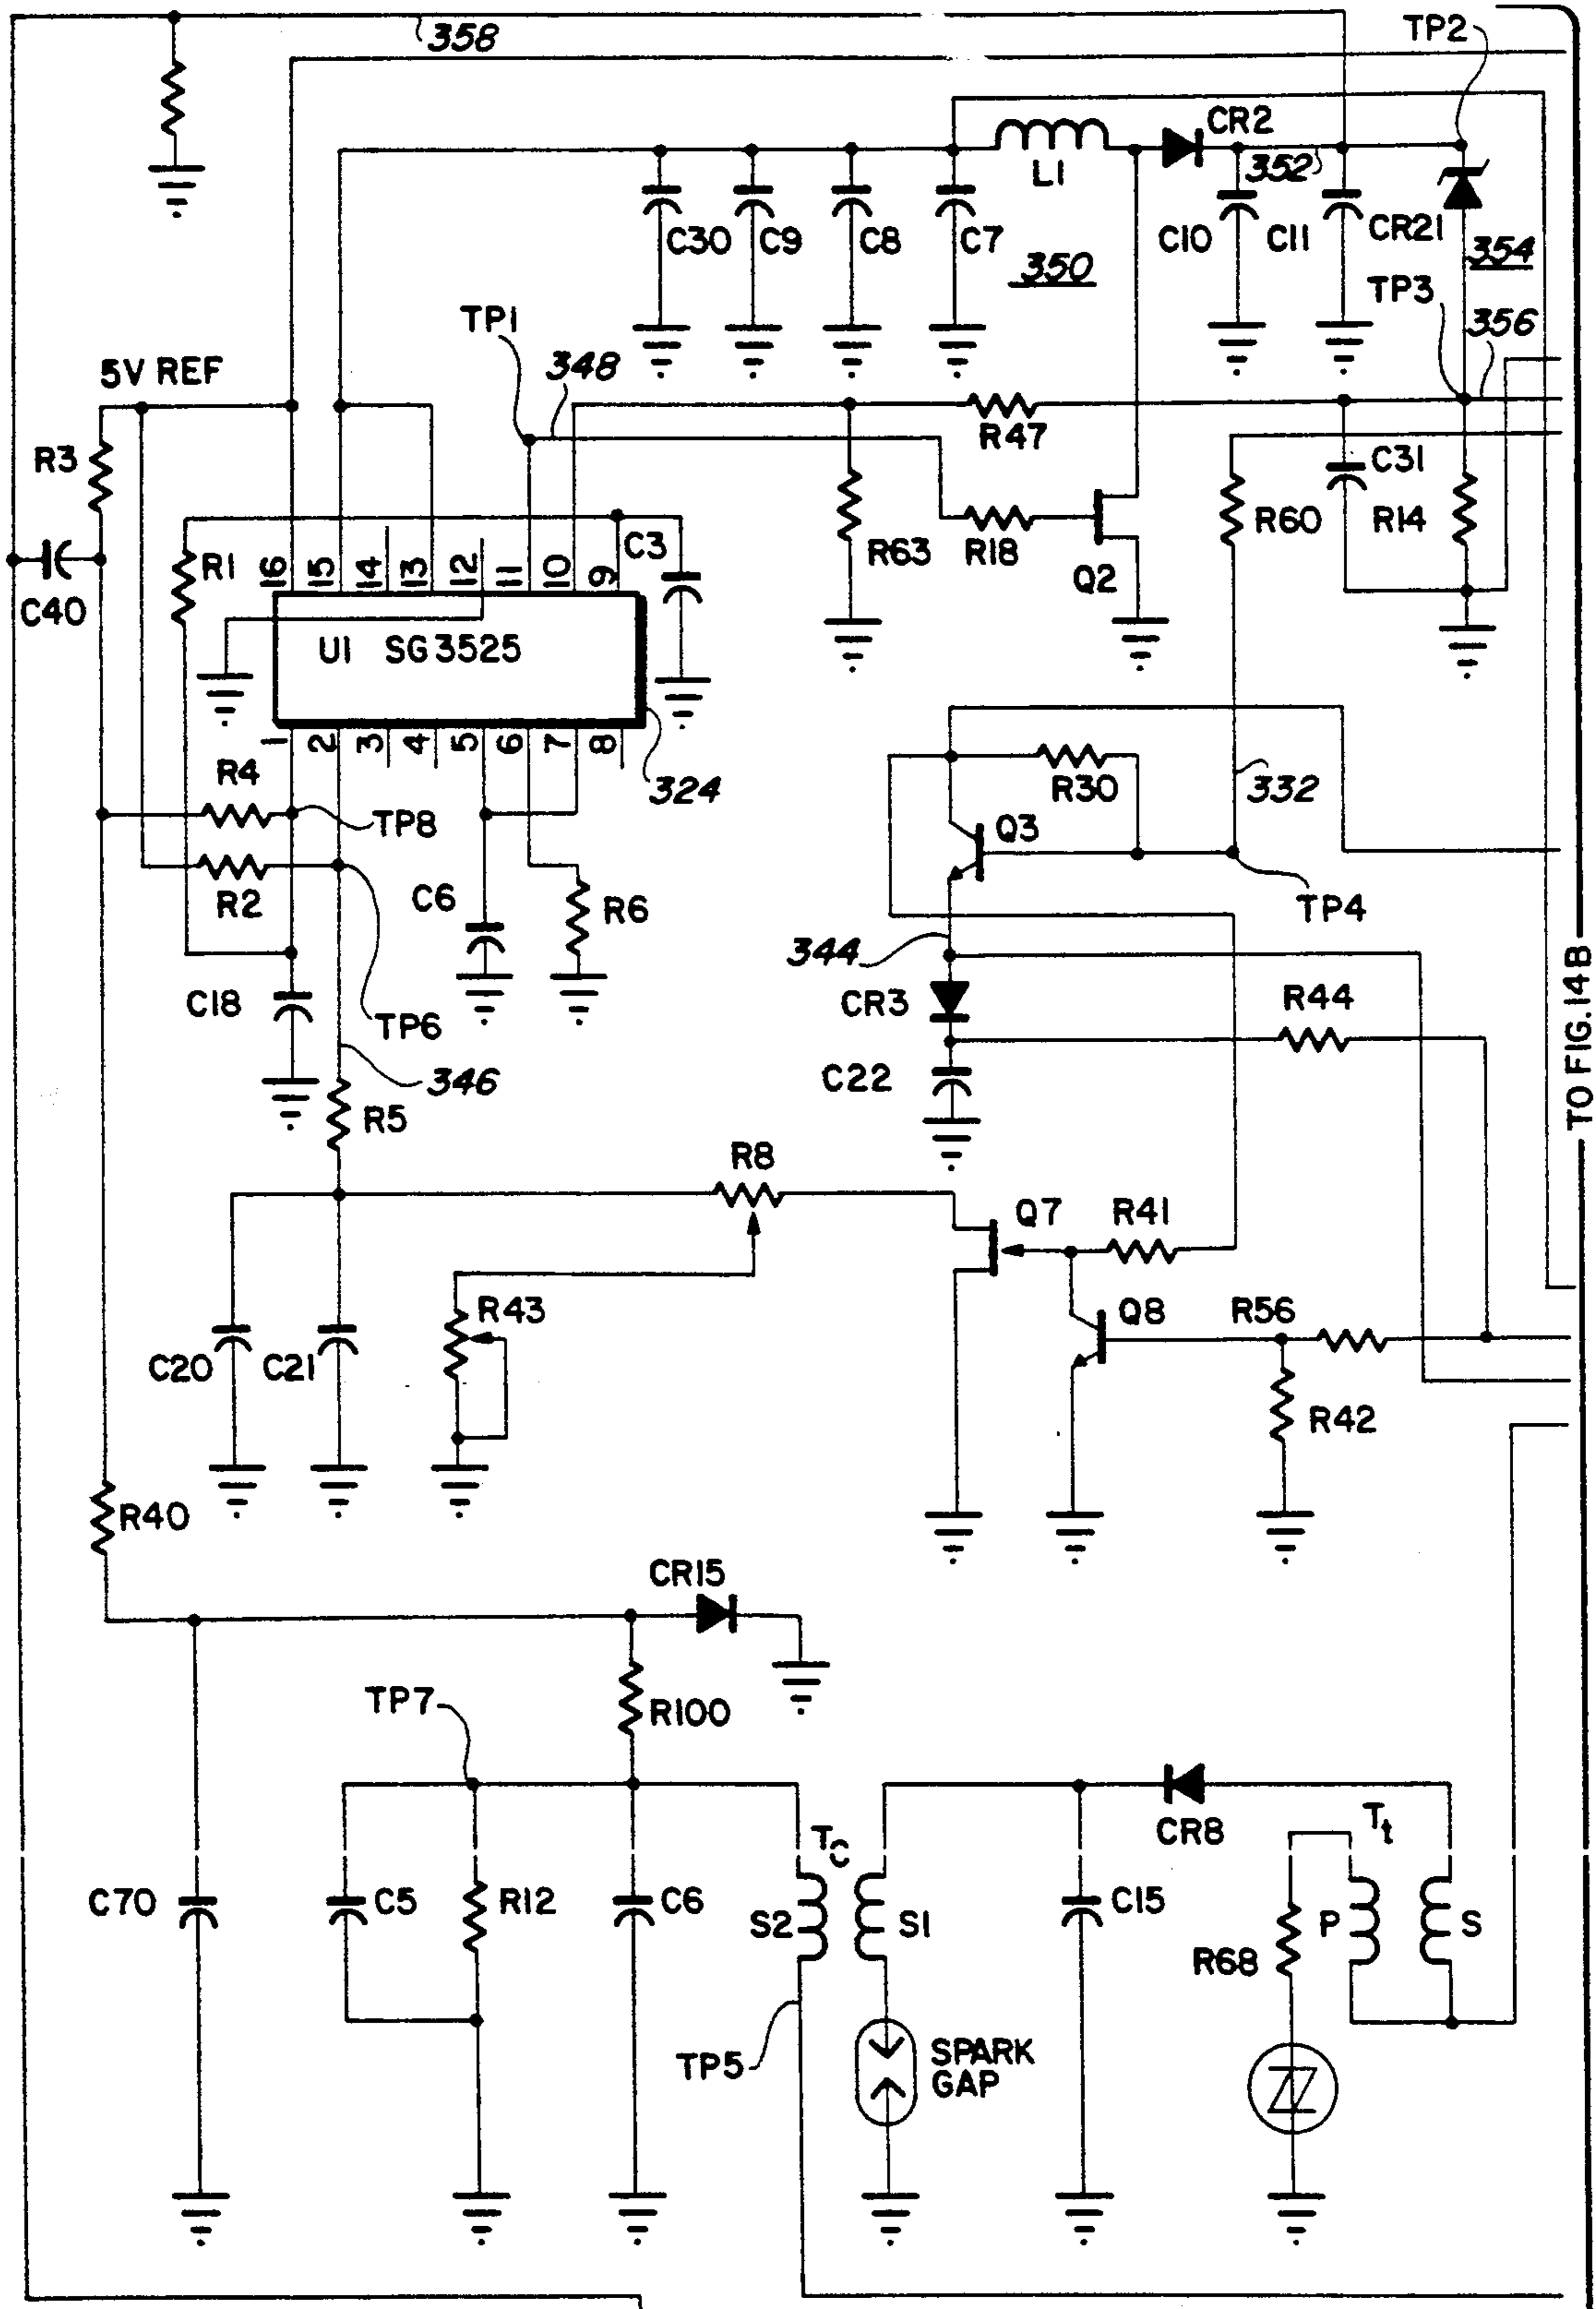 358
TP2
CR2
L1
352
C30
C9
C8
C7
C10
C11
CR21
350
354
TP3
356
TP1
348
5V REF
R47
R3
C31
R1
16
15
14
13
12
11
10
9
C3
R63
R18
Q2
R60
R14
C40
U1 SG3525
1
2
3
4
5
6
7
8
324
R4
R30
332
TP8
Q3
R2
C6
R6
TP4
344
C18
TP6
CR3
R44
346
C22
R5
TO FIG. 14B
R8
Q7
R41
R43
Q8
R56
C20
C21
R42
R40
CR15
TP7
R100
Tc
CR8
Tt
C70
C5
R12
C6
S2
S1
C15
R68
P
S
TP5
SPARK
GAP